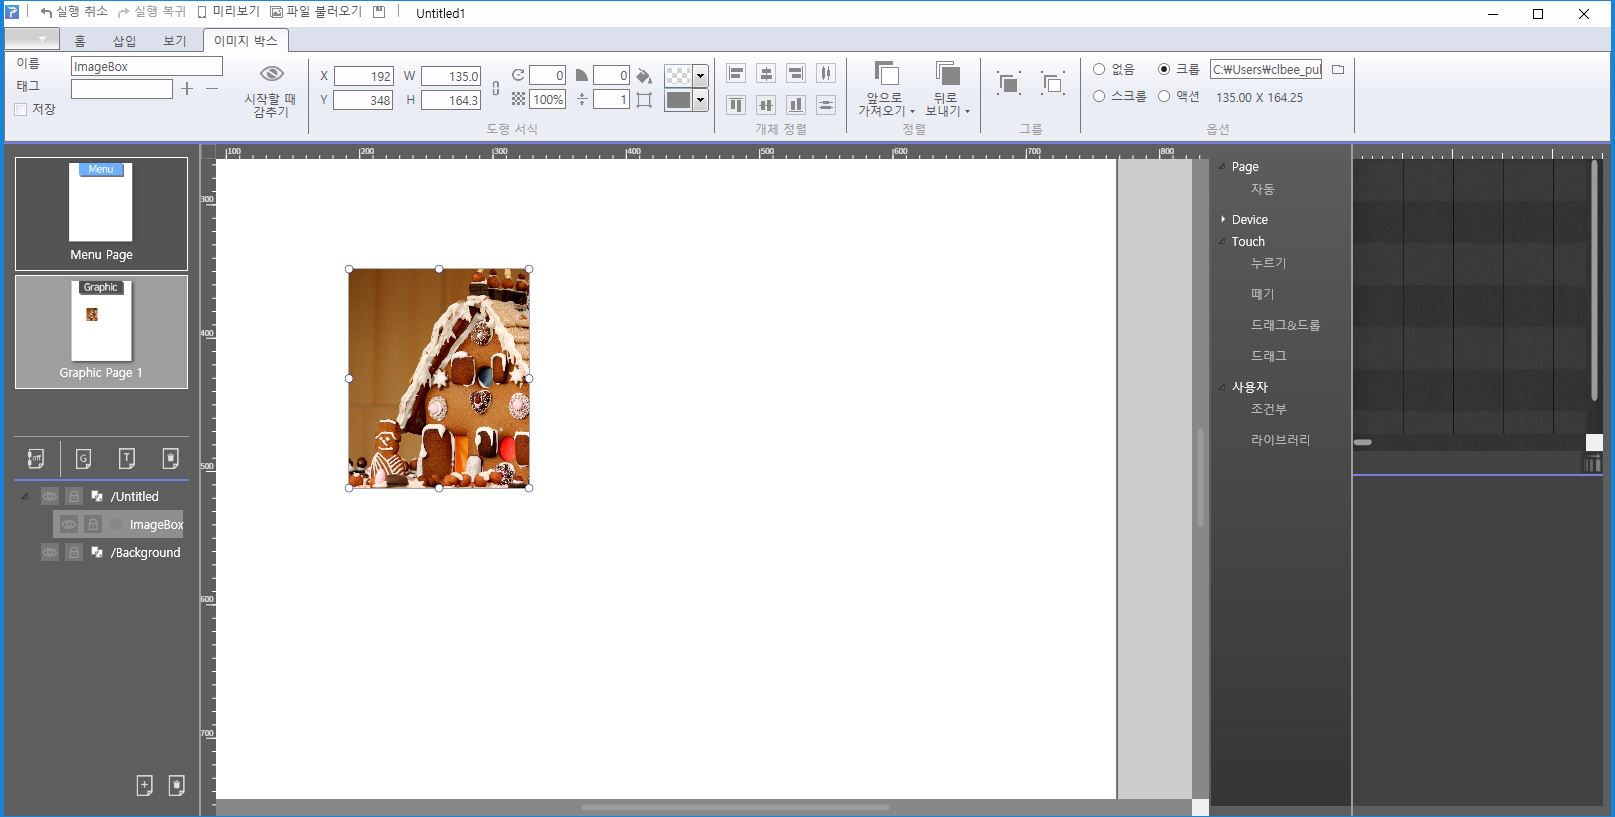 실행 취소 실행 복귀 미리보기 파일 불러오기 Untitled1
홈 삽입 보기 이미지 박스
이름 ImageBox
태그
저장
시작할 때
감추기
X 192 W 135.0 0 0
Y 348 H 164.3 100% 1
도형 서식
개체 정렬
앞으로
가져오기
뒤로
보내기
정렬
그룹
없음 크롭 C:₩Users₩clbee_pul
스크롤 액션 135.00 X 164.25
옵션
Menu
Menu Page
Graphic
Graphic Page 1
off G T
/Untitled
ImageBox
/Background
100 200 300 400 500 600 700 800
300
400
500
600
700
Page
자동
Device
Touch
누르기
떼기
드래그&드롭
드래그
사용자
조건부
라이브러리